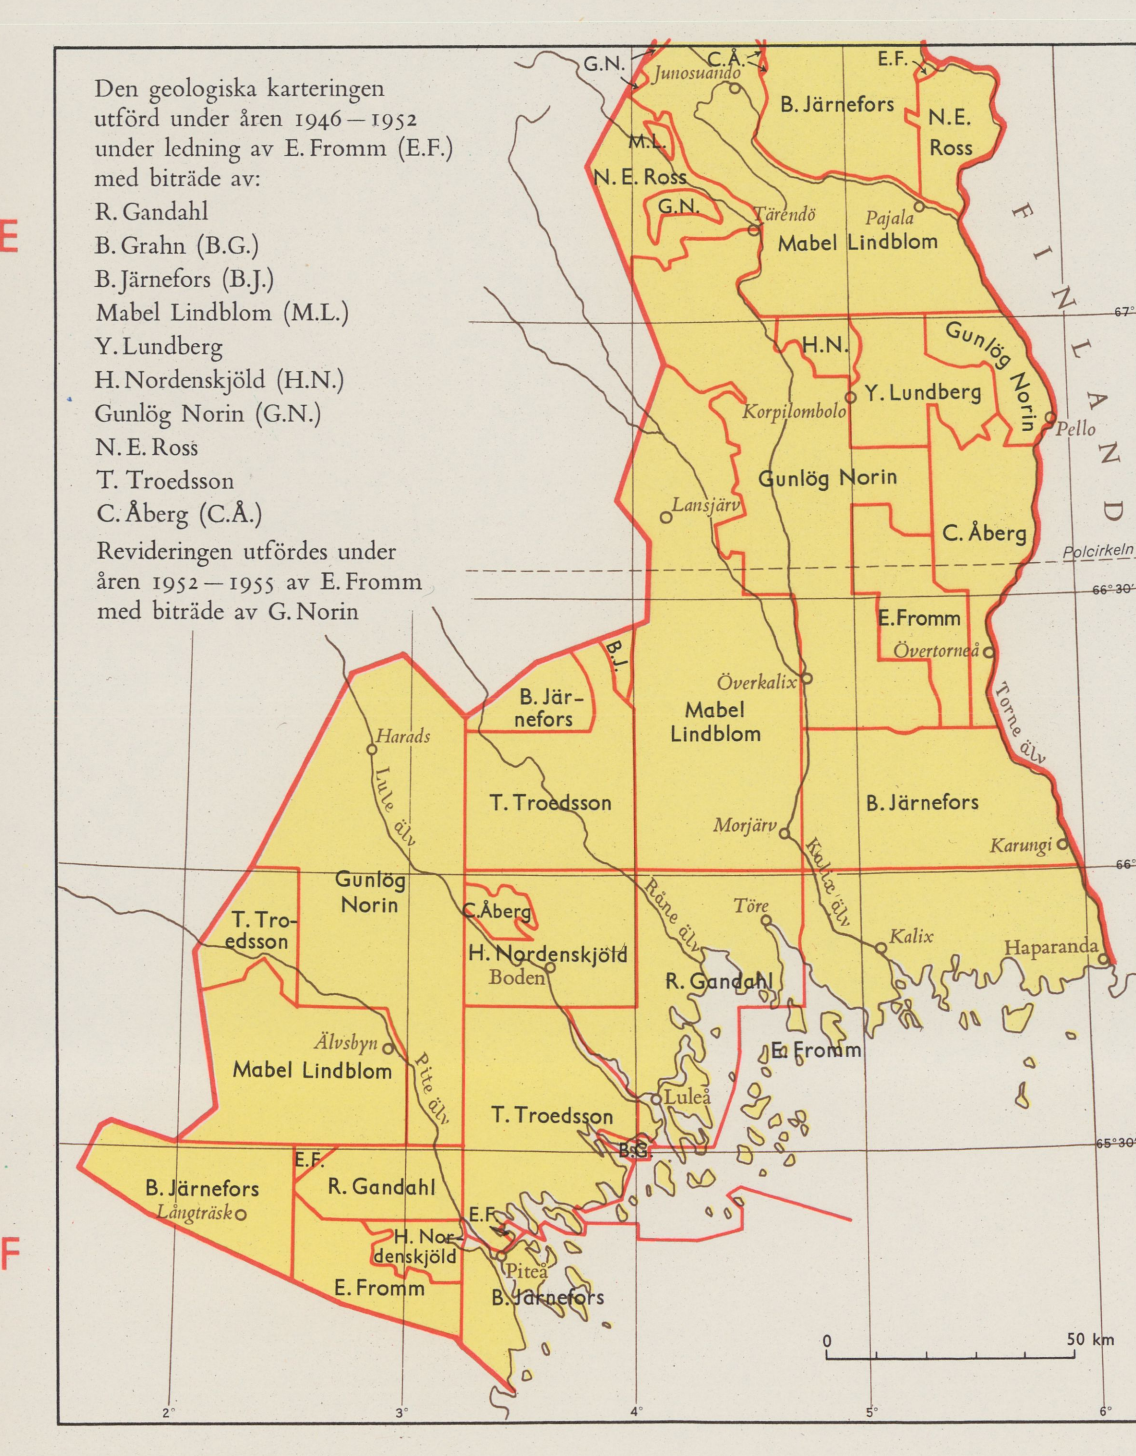 Den geologiska karteringen
utförd under åren 1946 — 1952
under ledning av E. Fromm (E.F.)
med biträde av:
R. Gandahl
B. Grahn (B.G.)
B. Järnefors (B.J.)
Mabel Lindblom (M.L.)
Y. Lundberg
H. Nordenskjöld (H.N.)
Gunlög Norin (G.N.)
N. E. Ross
T. Troedsson
C. Åberg (C.Å.)
Revideringen utfördes under
åren 1952 — 1955 av E. Fromm
med biträde av G. Norin
E
F
G.N.
C.Å.
E.F.
Junosuando
B. Järnefors
N.E.
Ross
M.L.
N. E. Ross
G.N.
Tärendö
Pajala
Mabel Lindblom
FINLAND
67°
H.N.
Gunlög Norin
Y. Lundberg
Korpilombolo
Pello
Gunlög Norin
Lansjärv
C. Åberg
Polcirkeln
66°30'
E. Fromm
Övertorneå
B.J.
B. Jär-
nefors
Överkalix
Mabel
Lindblom
Torne älv
Harads
Lule älv
T. Troedsson
B. Järnefors
Morjärv
Kalix älv
Karungi
66°
Gunlög
Norin
T. Tro-
edsson
C. Åberg
Råne älv
Töre
Kalix
Haparanda
H. Nordenskjöld
Boden
R. Gandahl
Älvsbyn
Mabel Lindblom
Pite älv
E. Fromm
Luleå
T. Troedsson
B.G.
65°30'
E.F.
B. Järnefors
Långträsk
R. Gandahl
E.F.
H. Nor-
denskjöld
E. Fromm
Piteå
B. Järnefors
0 50 km
2° 3° 4° 5° 6°